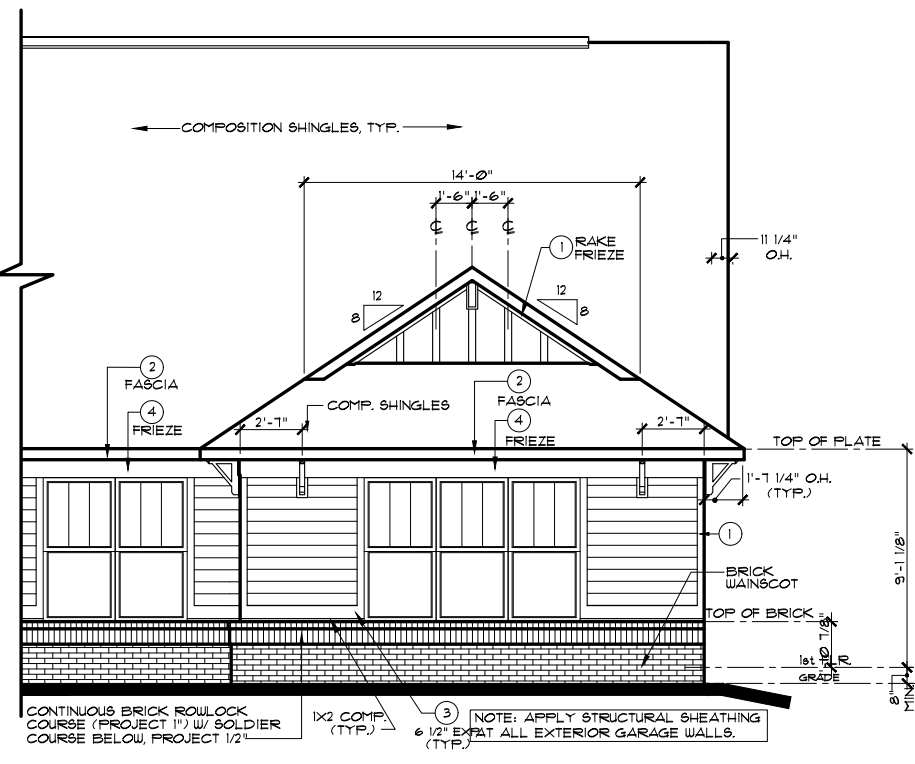 COMPOSITION SHINGLES, TYP.
14'-0"
1'-6" 1'-6"
1 RAKE
FRIEZE
11 1/4"
O.H.
12
8
12
8
2
FASCIA
4
FRIEZE
COMP. SHINGLES
2
FASCIA
4
FRIEZE
2'-7"
2'-7"
TOP OF PLATE
1'-7 1/4" O.H.
(TYP.)
1
9'-1 1/8"
BRICK
WAINSCOT
TOP OF BRICK
GRADE
8"
MIN
CONTINUOUS BRICK ROWLOCK
COURSE (PROJECT 1") W/ SOLDIER
COURSE BELOW, PROJECT 1/2"
1X2 COMP.
(TYP.)
3
6 1/2" EXP
(TYP.)
NOTE: APPLY STRUCTURAL SHEATHING
AT ALL EXTERIOR GARAGE WALLS.